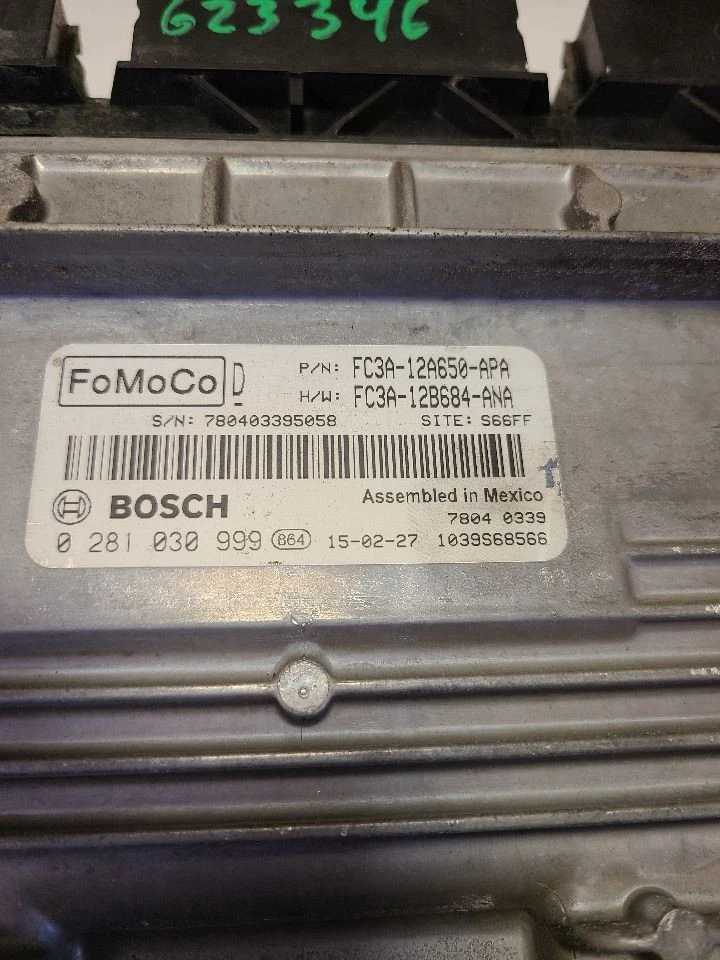 623346
FoMoCo D P/N: FC3A-12A650-APA
H/W: FC3A-12B684-ANA
S/N: 780403395058 SITE: S66FF
BOSCH Assembled in Mexico
7804 0339
0 281 030 999 864 15-02-27 1039S68566